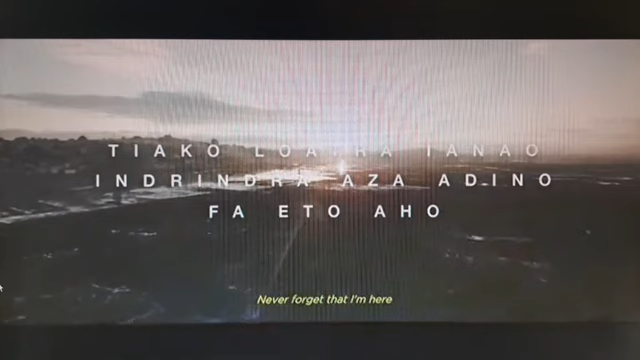 TIAKO LOATRA IANAO
INDRINDRA AZA ADINO
FA ETO AHO
Never forget that I'm here